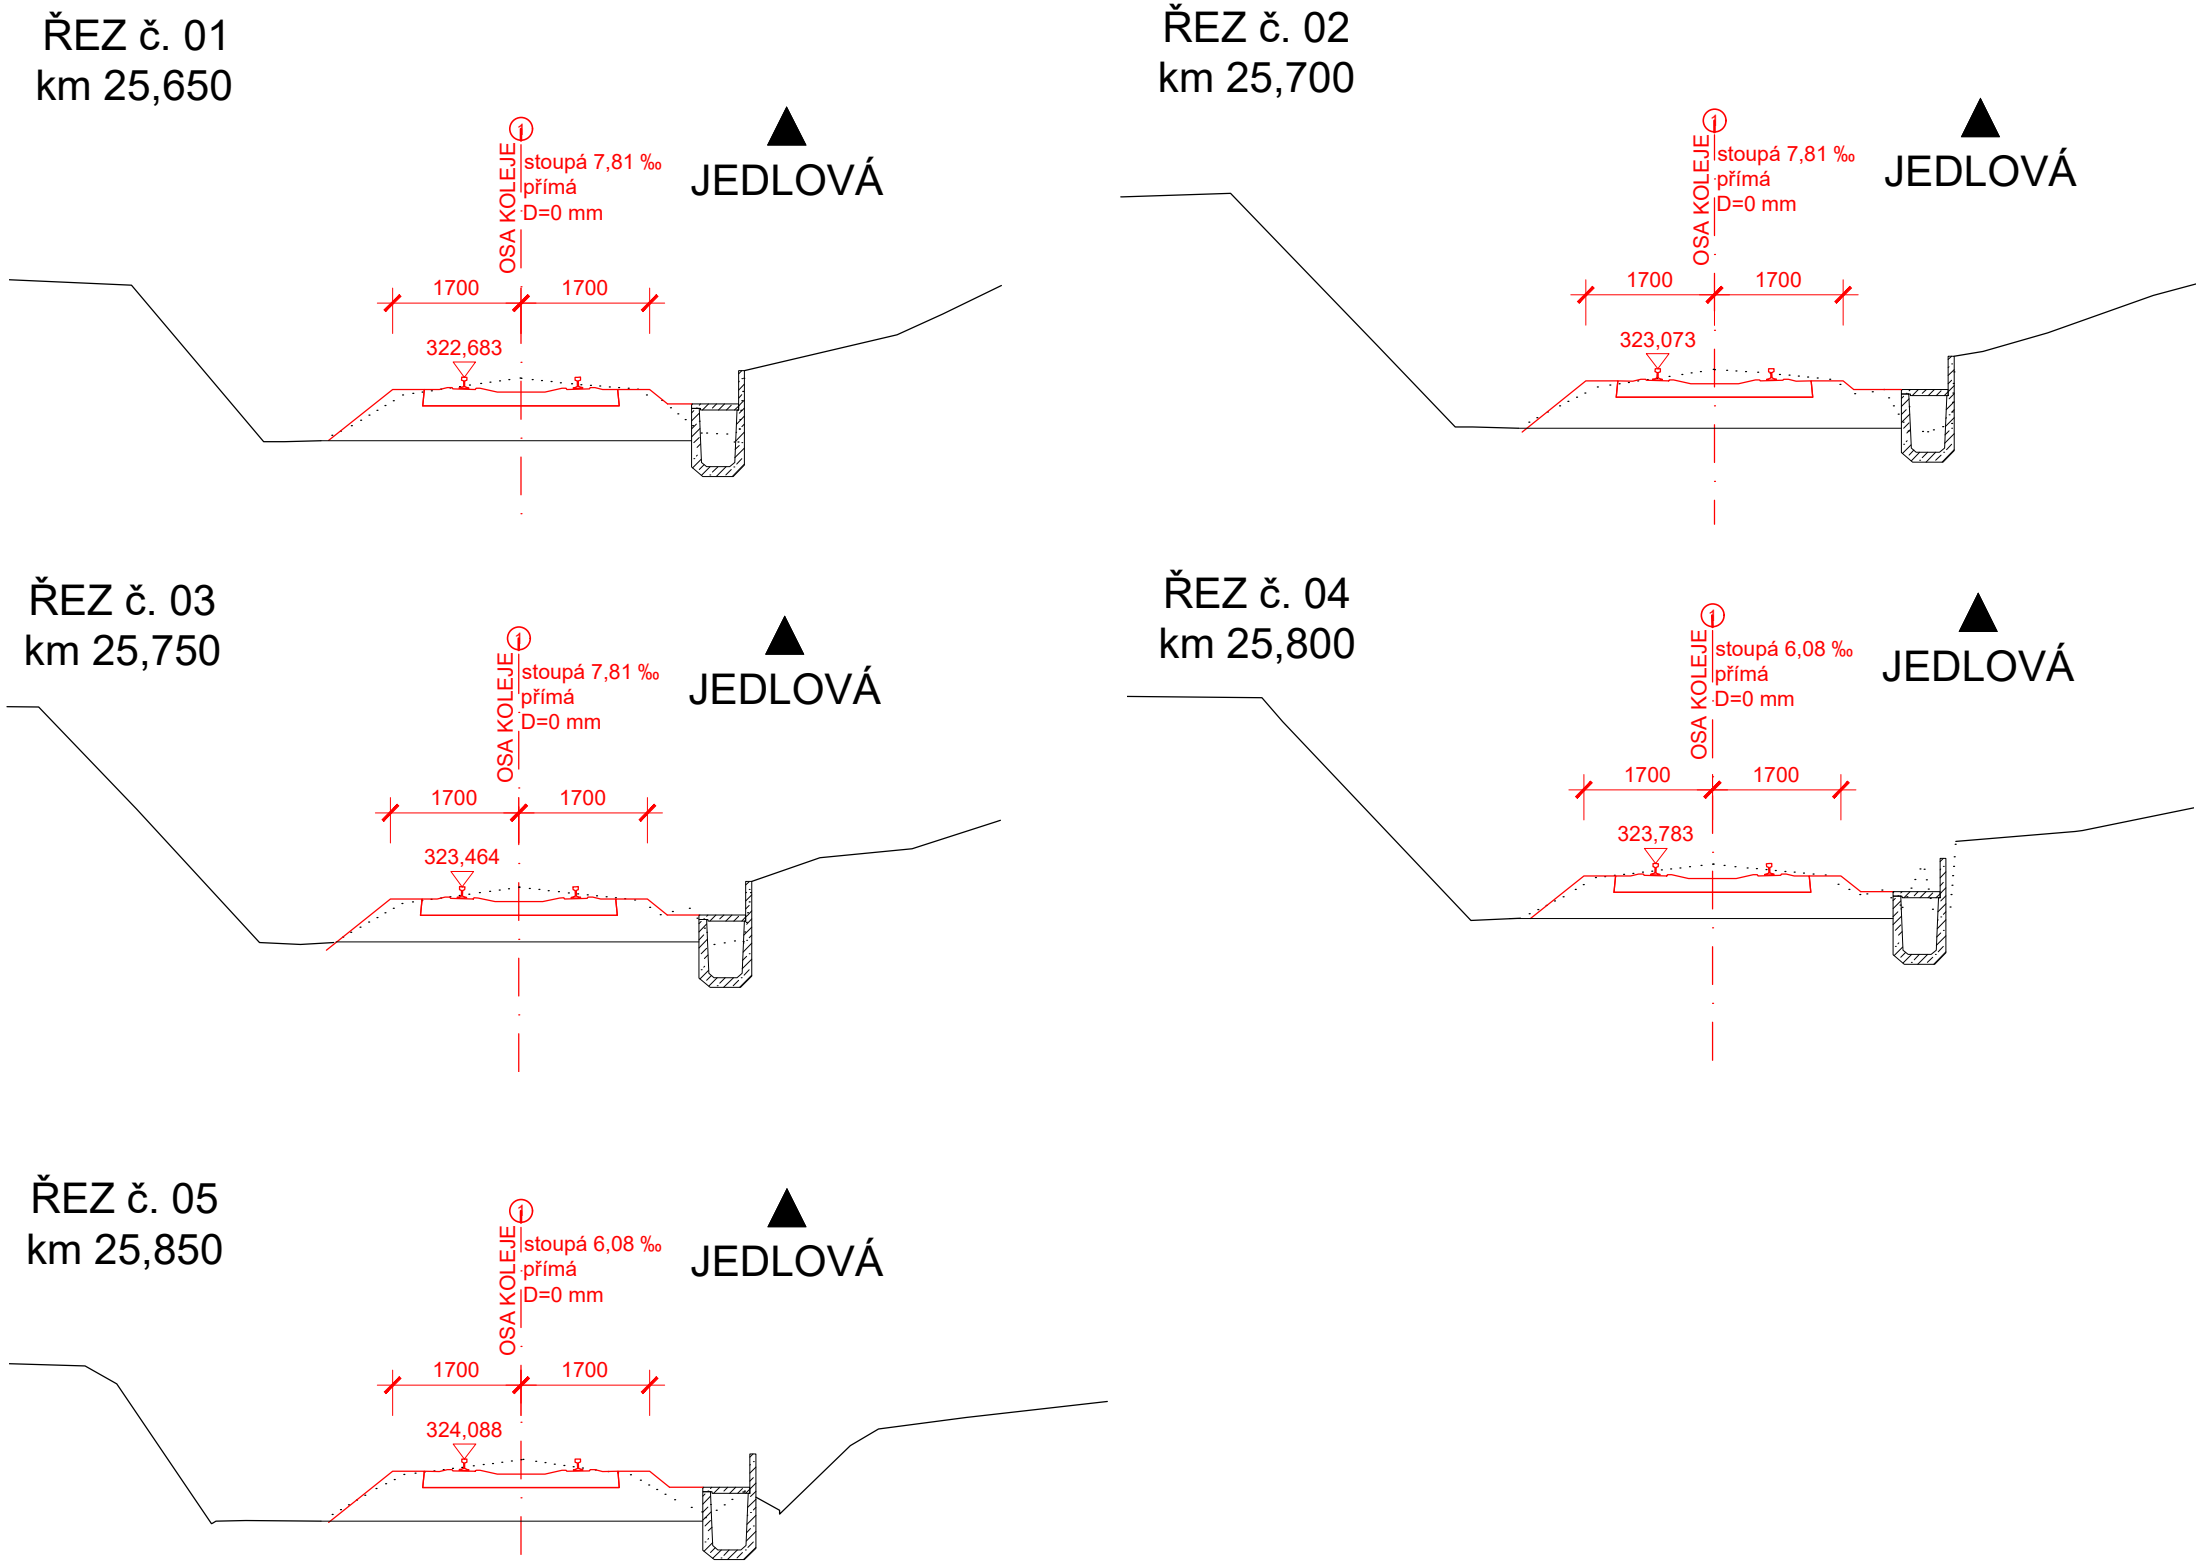 ŘEZ č. 01
km 25,650
1
OSA KOLEJE
stoupá 7,81 ‰
přímá
D=0 mm
JEDLOVÁ
1700
1700
322,683
ŘEZ č. 02
km 25,700
1
OSA KOLEJE
stoupá 7,81 ‰
přímá
D=0 mm
JEDLOVÁ
1700
1700
323,073
ŘEZ č. 03
km 25,750
1
OSA KOLEJE
stoupá 7,81 ‰
přímá
D=0 mm
JEDLOVÁ
1700
1700
323,464
ŘEZ č. 04
km 25,800
1
OSA KOLEJE
stoupá 6,08 ‰
přímá
D=0 mm
JEDLOVÁ
1700
1700
323,783
ŘEZ č. 05
km 25,850
1
OSA KOLEJE
stoupá 6,08 ‰
přímá
D=0 mm
JEDLOVÁ
1700
1700
324,088